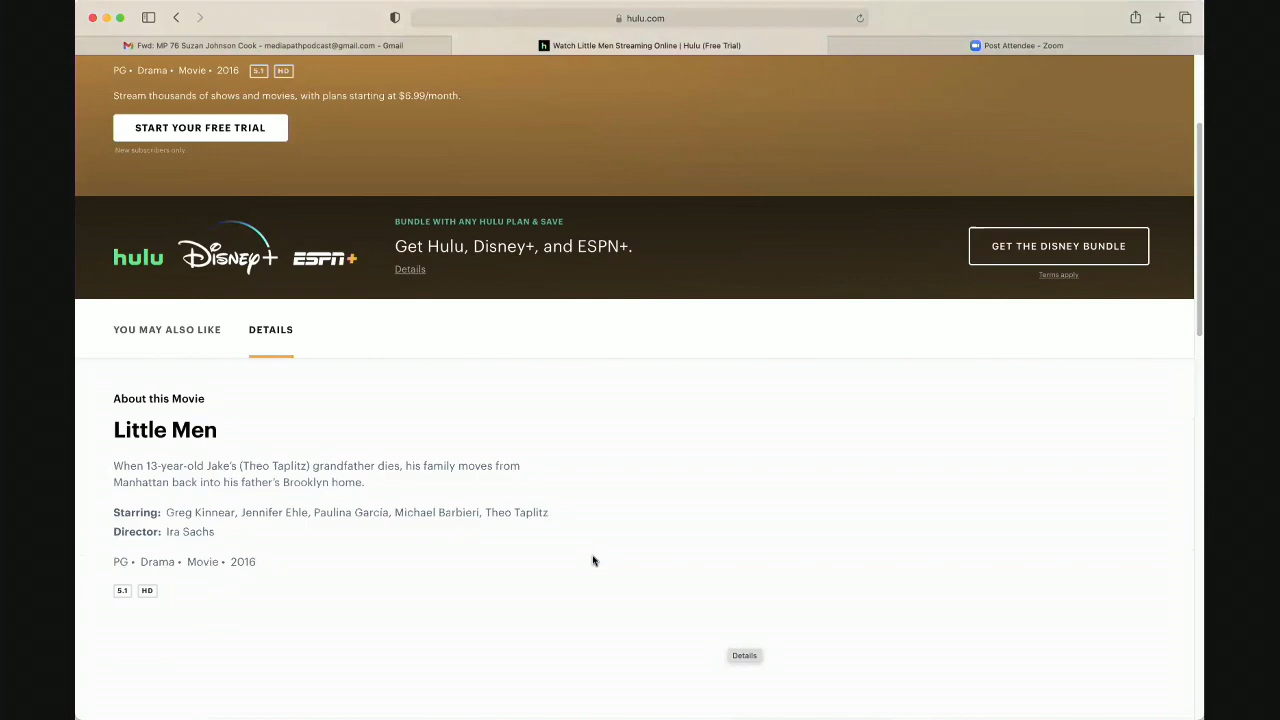 hulu.com
Fwd: MP 76 Suzan Johnson Cook - mediapathpodcast@gmail.com - Gmail
h Watch Little Men Streaming Online | Hulu (Free Trial)
Post Attendee - Zoom
PG • Drama • Movie • 2016 5.1 HD
Stream thousands of shows and movies, with plans starting at $6.99/month.
START YOUR FREE TRIAL
New subscribers only.
BUNDLE WITH ANY HULU PLAN & SAVE
hulu Disney+ ESPN+
Get Hulu, Disney+, and ESPN+.
Details
GET THE DISNEY BUNDLE
Terms apply
YOU MAY ALSO LIKE
DETAILS
About this Movie
Little Men
When 13-year-old Jake's (Theo Taplitz) grandfather dies, his family moves from
Manhattan back into his father's Brooklyn home.
Starring: Greg Kinnear, Jennifer Ehle, Paulina García, Michael Barbieri, Theo Taplitz
Director: Ira Sachs
PG • Drama • Movie • 2016
5.1 HD
Details